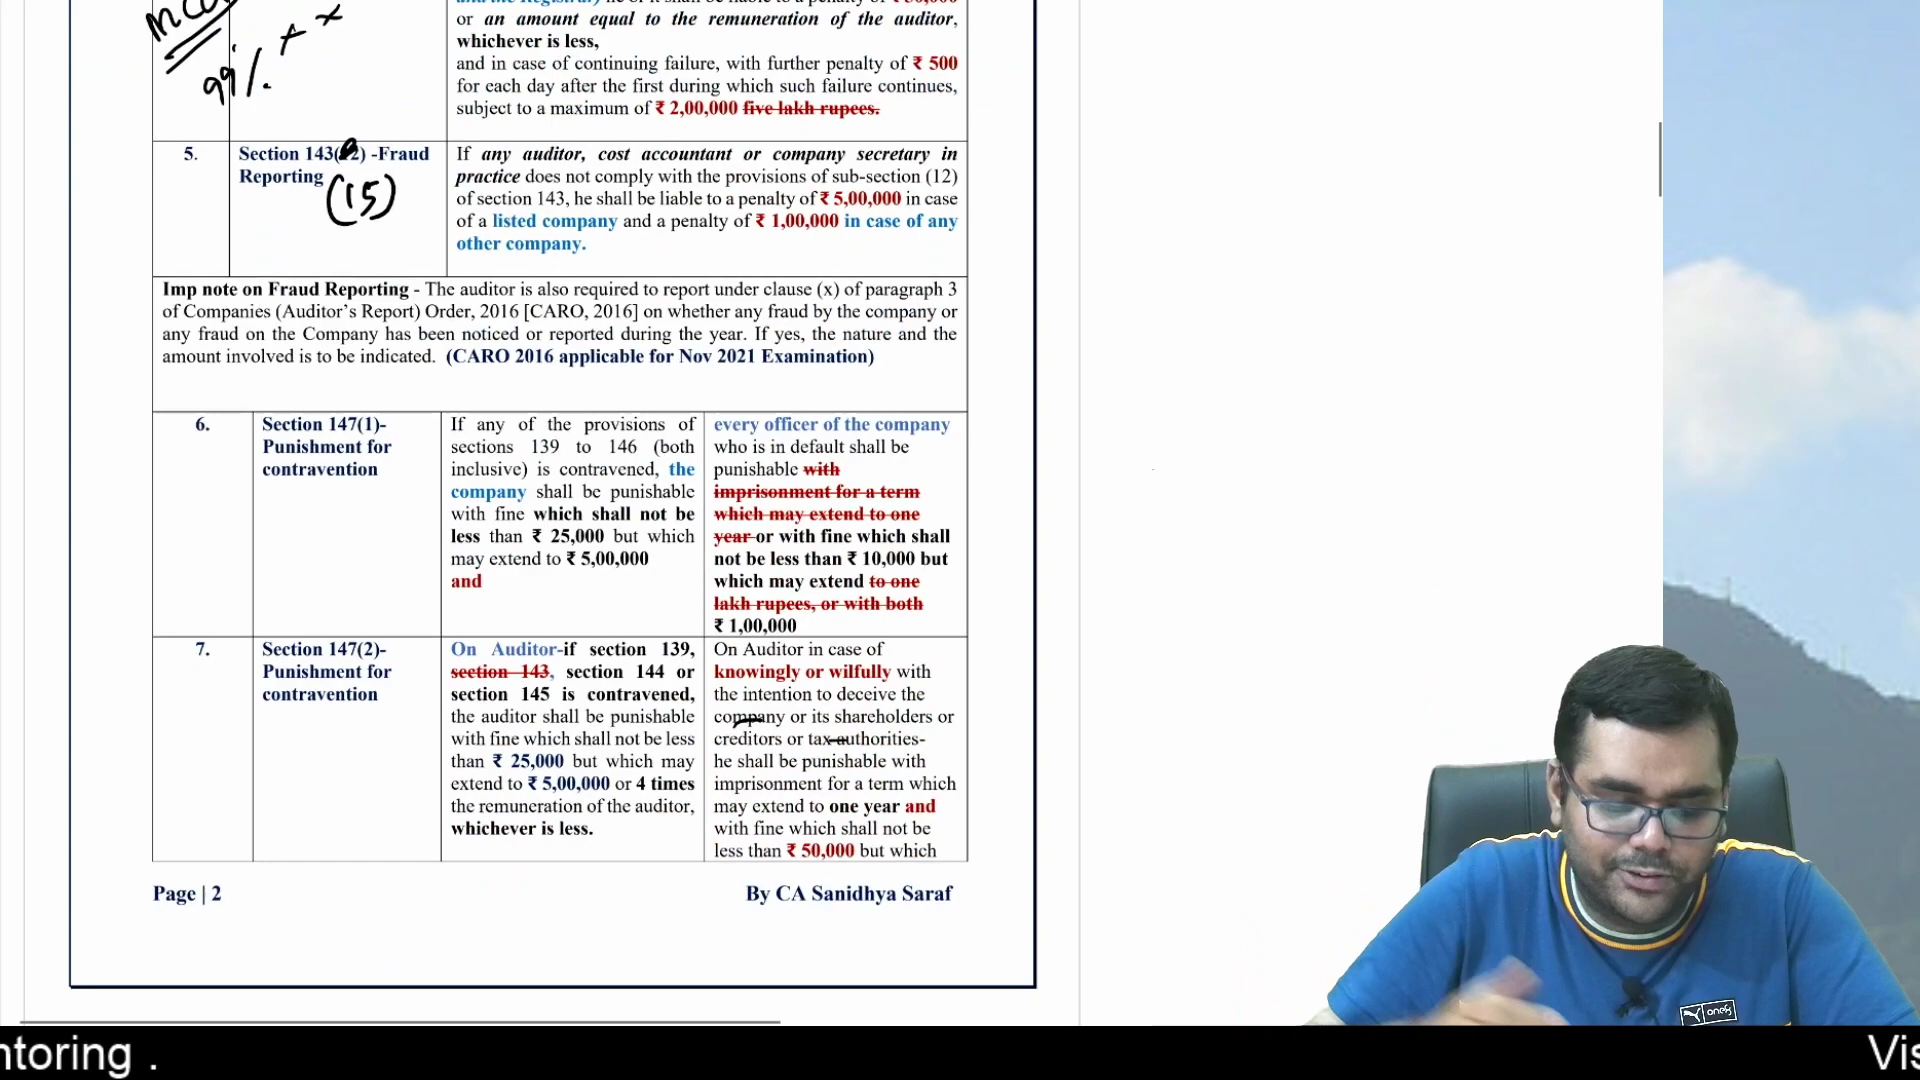 or an amount equal to the remuneration of the auditor,
whichever is less,
and in case of continuing failure, with further penalty of ₹ 500
for each day after the first during which such failure continues,
subject to a maximum of ₹ 2,00,000 five lakh rupees.
99%
5.
Section 143( 2) -Fraud
Reporting
(15)
If any auditor, cost accountant or company secretary in
practice does not comply with the provisions of sub-section (12)
of section 143, he shall be liable to a penalty of ₹ 5,00,000 in case
of a listed company and a penalty of ₹ 1,00,000 in case of any
other company.
Imp note on Fraud Reporting - The auditor is also required to report under clause (x) of paragraph 3
of Companies (Auditor's Report) Order, 2016 [CARO, 2016] on whether any fraud by the company or
any fraud on the Company has been noticed or reported during the year. If yes, the nature and the
amount involved is to be indicated. (CARO 2016 applicable for Nov 2021 Examination)
6.
Section 147(1)-
Punishment for
contravention
If any of the provisions of
sections 139 to 146 (both
inclusive) is contravened, the
company shall be punishable
with fine which shall not be
less than ₹ 25,000 but which
may extend to ₹ 5,00,000
and
every officer of the company
who is in default shall be
punishable with
imprisonment for a term
which may extend to one
year or with fine which shall
not be less than ₹ 10,000 but
which may extend to one
lakh rupees, or with both
₹ 1,00,000
7.
Section 147(2)-
Punishment for
contravention
On Auditor-if section 139,
section 143, section 144 or
section 145 is contravened,
the auditor shall be punishable
with fine which shall not be less
than ₹ 25,000 but which may
extend to ₹ 5,00,000 or 4 times
the remuneration of the auditor,
whichever is less.
On Auditor in case of
knowingly or wilfully with
the intention to deceive the
company or its shareholders or
creditors or tax authorities-
he shall be punishable with
imprisonment for a term which
may extend to one year and
with fine which shall not be
less than ₹ 50,000 but which
Page | 2
By CA Sanidhya Saraf
ntoring .
Vis